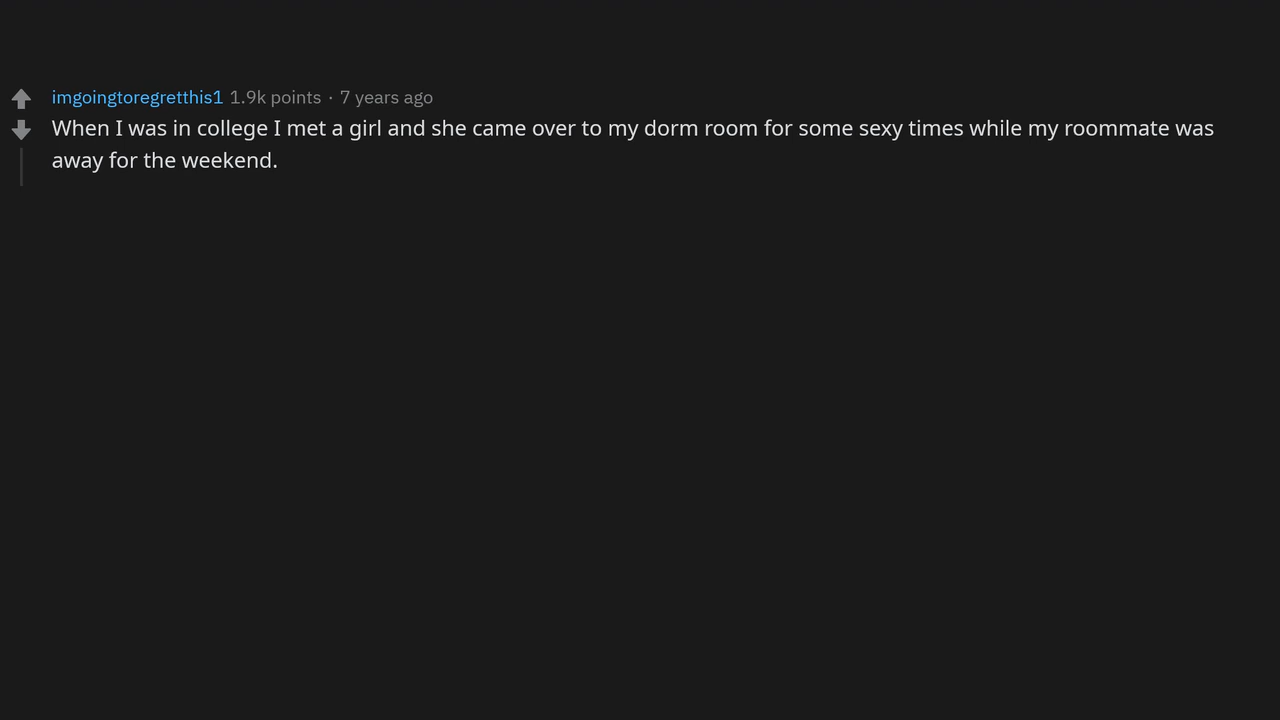 imgoingtoregretthis1 1.9k points · 7 years ago
When I was in college I met a girl and she came over to my dorm room for some sexy times while my roommate was
away for the weekend.